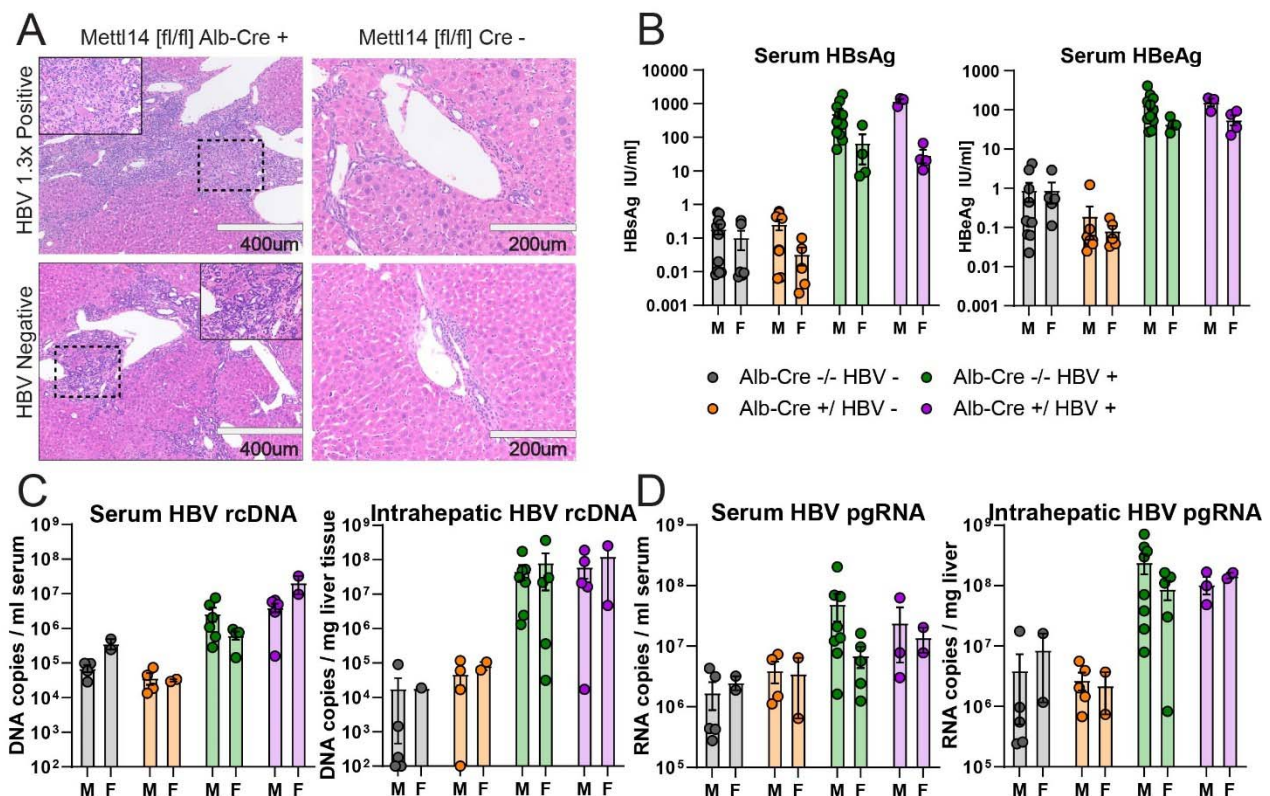 A
Mettl14 [fl/fl] Alb-Cre +
Mettl14 [fl/fl] Cre -
HBV 1.3x Positive
400um
200um
HBV Negative
400um
200um
B
Serum HBsAg
HBsAg IU/ml]
10000
1000
100
10
1
0.1
0.01
0.001
M F M F M F M F
Serum HBeAg
HBeAg IU/ml]
1000
100
10
1
0.1
0.01
0.001
M F M F M F M F
Alb-Cre -/- HBV -
Alb-Cre -/- HBV +
Alb-Cre +/ HBV -
Alb-Cre +/ HBV +
C
Serum HBV rcDNA
DNA copies / ml serum
10⁹
10⁸
10⁷
10⁶
10⁵
10⁴
10³
10²
M F M F M F M F
Intrahepatic HBV rcDNA
DNA copies / mg liver tissue
10⁹
10⁸
10⁷
10⁶
10⁵
10⁴
10³
10²
M F M F M F M F
D
Serum HBV pgRNA
RNA copies / ml serum
10⁹
10⁸
10⁷
10⁶
10⁵
M F M F M F M F
Intrahepatic HBV pgRNA
RNA copies / mg liver
10⁹
10⁸
10⁷
10⁶
10⁵
M F M F M F M F